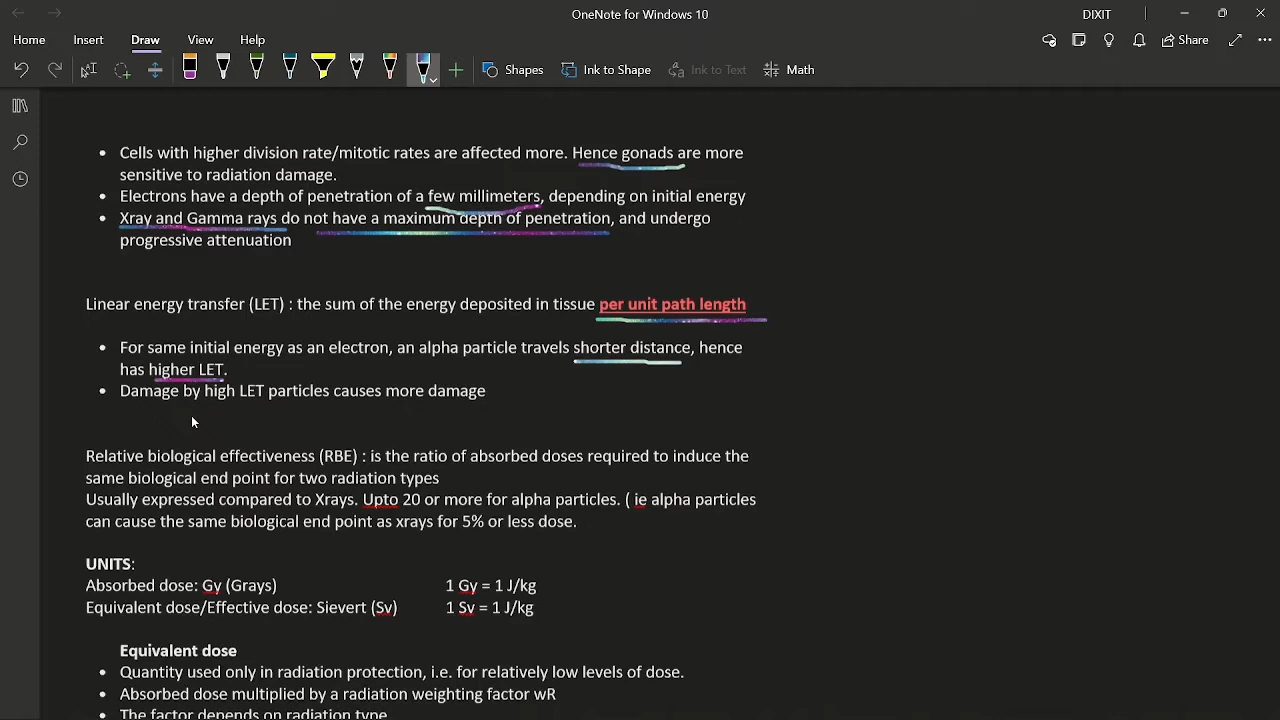 OneNote for Windows 10
DIXIT
Home Insert Draw View Help
Share
Shapes Ink to Shape Ink to Text Math
• Cells with higher division rate/mitotic rates are affected more. Hence gonads are more
sensitive to radiation damage.
• Electrons have a depth of penetration of a few millimeters, depending on initial energy
• Xray and Gamma rays do not have a maximum depth of penetration, and undergo
progressive attenuation
Linear energy transfer (LET) : the sum of the energy deposited in tissue per unit path length
• For same initial energy as an electron, an alpha particle travels shorter distance, hence
has higher LET.
• Damage by high LET particles causes more damage
Relative biological effectiveness (RBE) : is the ratio of absorbed doses required to induce the
same biological end point for two radiation types
Usually expressed compared to Xrays. Upto 20 or more for alpha particles. ( ie alpha particles
can cause the same biological end point as xrays for 5% or less dose.
UNITS:
Absorbed dose: Gy (Grays) 1 Gy = 1 J/kg
Equivalent dose/Effective dose: Sievert (Sv) 1 Sv = 1 J/kg
Equivalent dose
• Quantity used only in radiation protection, i.e. for relatively low levels of dose.
• Absorbed dose multiplied by a radiation weighting factor wR
• The factor depends on radiation type